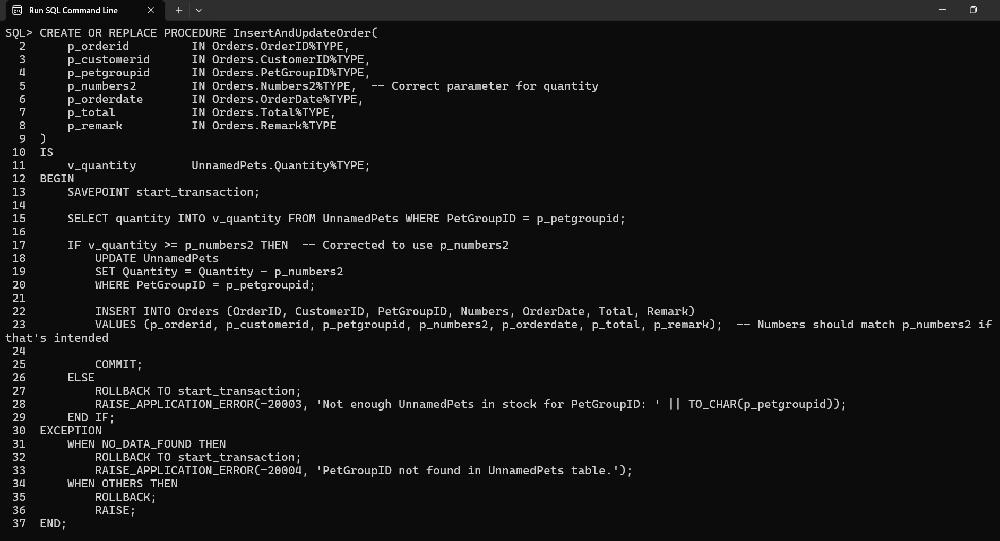 Run SQL Command Line
SQL> CREATE OR REPLACE PROCEDURE InsertAndUpdateOrder(
  2      p_orderid         IN Orders.OrderID%TYPE,
  3      p_customerid      IN Orders.CustomerID%TYPE,
  4      p_petgroupid      IN Orders.PetGroupID%TYPE,
  5      p_numbers2        IN Orders.Numbers2%TYPE,  -- Correct parameter for quantity
  6      p_orderdate       IN Orders.OrderDate%TYPE,
  7      p_total           IN Orders.Total%TYPE,
  8      p_remark          IN Orders.Remark%TYPE
  9  )
 10  IS
 11      v_quantity        UnnamedPets.Quantity%TYPE;
 12  BEGIN
 13      SAVEPOINT start_transaction;
 14
 15      SELECT quantity INTO v_quantity FROM UnnamedPets WHERE PetGroupID = p_petgroupid;
 16
 17      IF v_quantity >= p_numbers2 THEN  -- Corrected to use p_numbers2
 18          UPDATE UnnamedPets
 19          SET Quantity = Quantity - p_numbers2
 20          WHERE PetGroupID = p_petgroupid;
 21
 22          INSERT INTO Orders (OrderID, CustomerID, PetGroupID, Numbers, OrderDate, Total, Remark)
 23          VALUES (p_orderid, p_customerid, p_petgroupid, p_numbers2, p_orderdate, p_total, p_remark);  -- Numbers should match p_numbers2 if
that's intended
 24
 25          COMMIT;
 26      ELSE
 27          ROLLBACK TO start_transaction;
 28          RAISE_APPLICATION_ERROR(-20003, 'Not enough UnnamedPets in stock for PetGroupID: ' || TO_CHAR(p_petgroupid));
 29      END IF;
 30  EXCEPTION
 31      WHEN NO_DATA_FOUND THEN
 32          ROLLBACK TO start_transaction;
 33          RAISE_APPLICATION_ERROR(-20004, 'PetGroupID not found in UnnamedPets table.');
 34      WHEN OTHERS THEN
 35          ROLLBACK;
 36          RAISE;
 37  END;